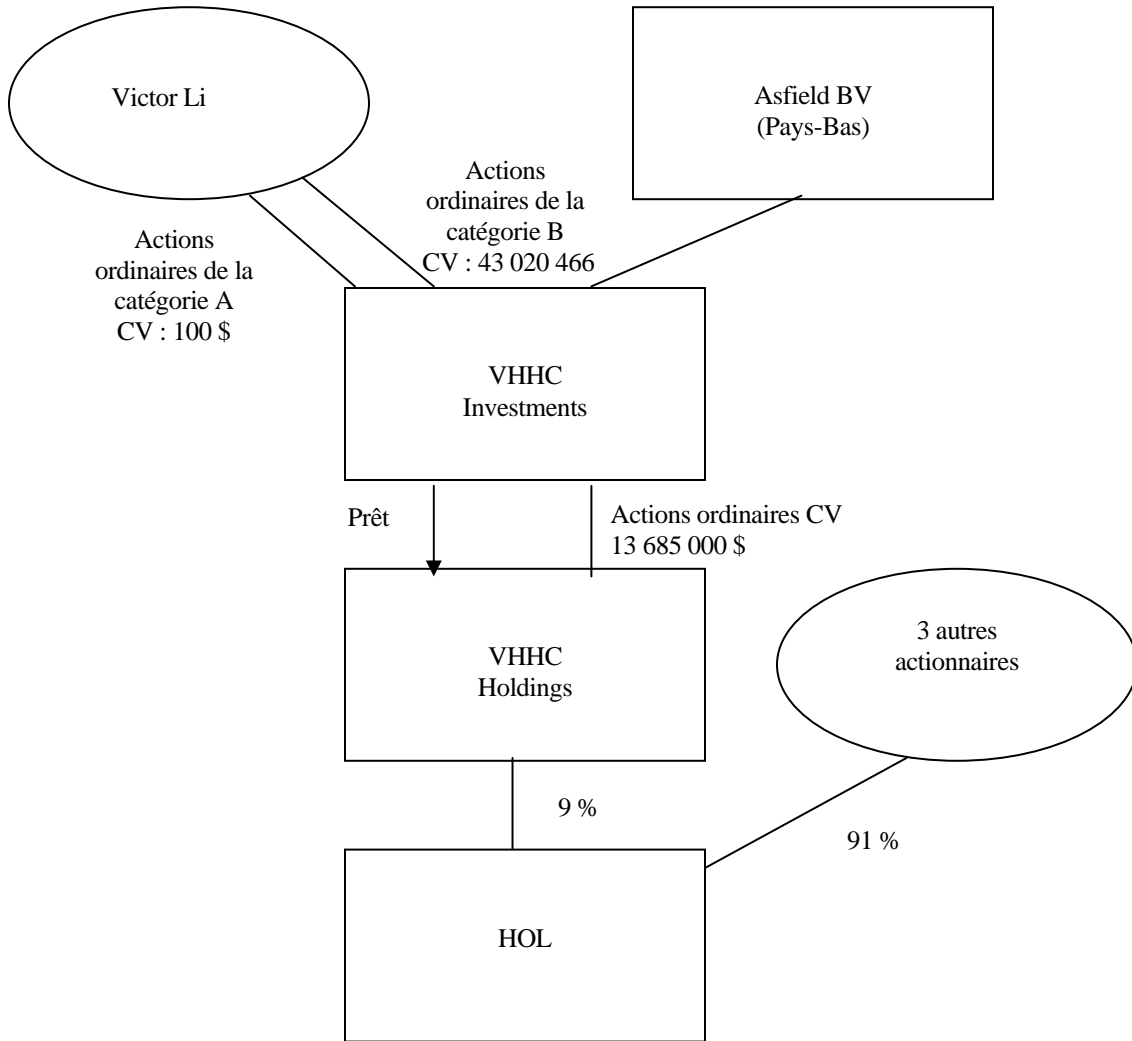 Victor Li
Asfield BV
(Pays-Bas)
Actions
ordinaires de la
catégorie B
CV : 43 020 466
Actions
ordinaires de la
catégorie A
CV : 100 $
VHHC
Investments
Prêt
Actions ordinaires CV
13 685 000 $
VHHC
Holdings
3 autres
actionnaires
9 %
91 %
HOL